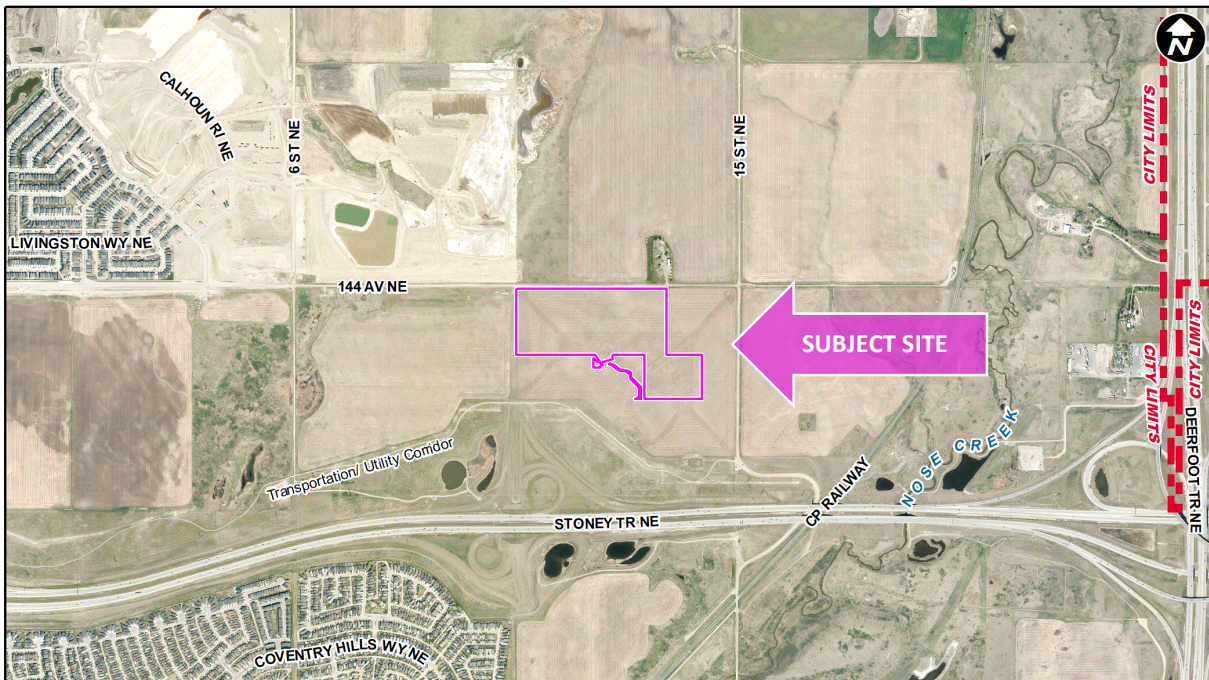 N
CALHOUN RI NE
6 ST NE
15 ST NE
CITY LIMITS
LIVINGSTON WY NE
144 AV NE
SUBJECT SITE
CITY LIMITS
CITY LIMITS
DEERFOOT TR NE
Transportation/ Utility Corridor
NOSE CREEK
CP RAILWAY
STONEY TR NE
COVENTRY HILLS WY NE